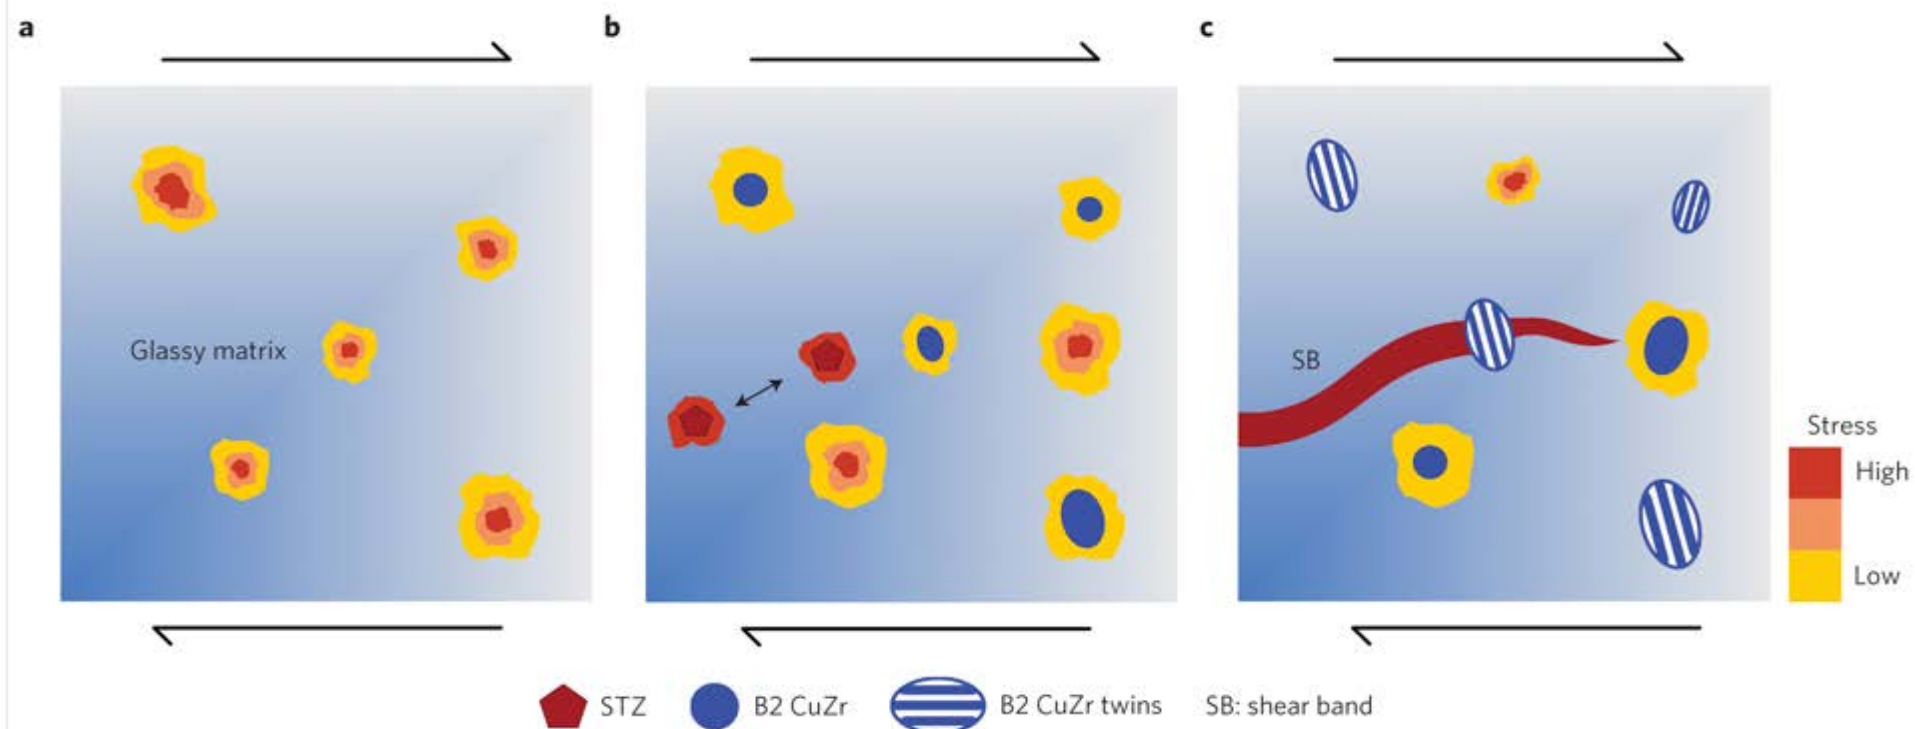 a
b
c
Glassy matrix
SB
Stress
High
Low
STZ
B2 CuZr
B2 CuZr twins
SB: shear band